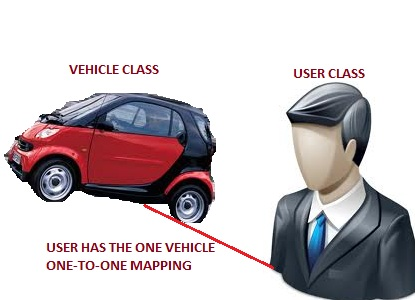 VEHICLE CLASS
USER CLASS
USER HAS THE ONE VEHICLE
ONE-TO-ONE MAPPING